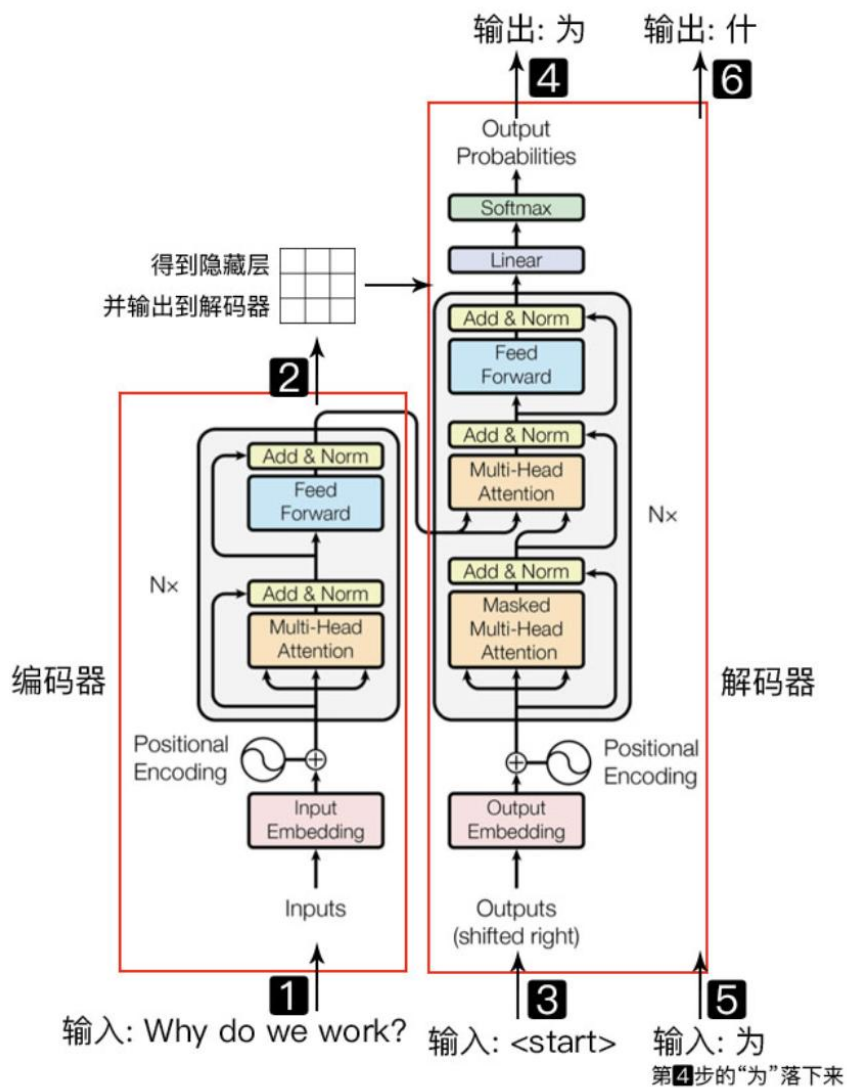 输出: 为
输出: 什
4
6
Output
Probabilities
Softmax
Linear
得到隐藏层
并输出到解码器
Add & Norm
Feed
Forward
2
Add & Norm
Multi-Head
Attention
Add & Norm
Feed
Forward
N×
N×
Add & Norm
Multi-Head
Attention
Add & Norm
Masked
Multi-Head
Attention
编码器
解码器
Positional
Encoding
Positional
Encoding
Input
Embedding
Output
Embedding
Inputs
Outputs
(shifted right)
1
3
5
输入: Why do we work?
输入: <start>
输入: 为
第4步的“为”落下来